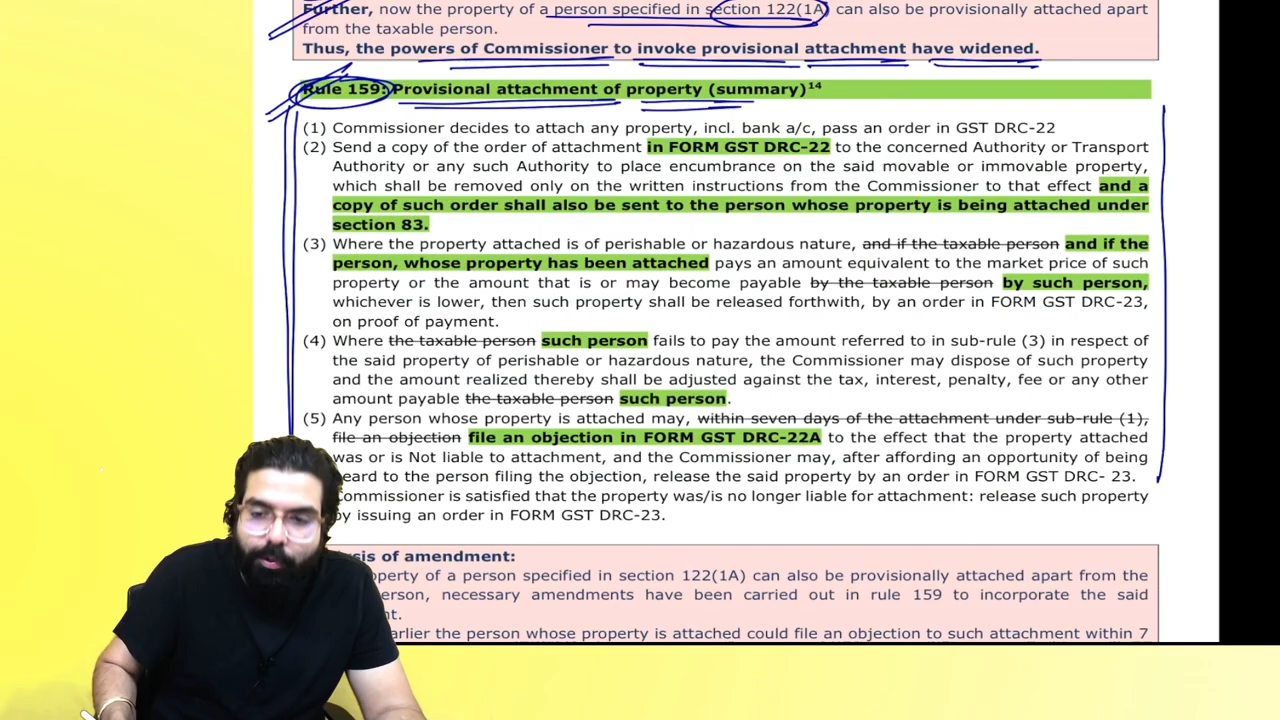 Further, now the property of a person specified in section 122(1A) can also be provisionally attached apart
from the taxable person.
Thus, the powers of Commissioner to invoke provisional attachment have widened.
Rule 159: Provisional attachment of property (summary)14
(1) Commissioner decides to attach any property, incl. bank a/c, pass an order in GST DRC-22
(2) Send a copy of the order of attachment in FORM GST DRC-22 to the concerned Authority or Transport
Authority or any such Authority to place encumbrance on the said movable or immovable property,
which shall be removed only on the written instructions from the Commissioner to that effect and a
copy of such order shall also be sent to the person whose property is being attached under
section 83.
(3) Where the property attached is of perishable or hazardous nature, and if the taxable person and if the
person, whose property has been attached pays an amount equivalent to the market price of such
property or the amount that is or may become payable by the taxable person by such person,
whichever is lower, then such property shall be released forthwith, by an order in FORM GST DRC-23,
on proof of payment.
(4) Where the taxable person such person fails to pay the amount referred to in sub-rule (3) in respect of
the said property of perishable or hazardous nature, the Commissioner may dispose of such property
and the amount realized thereby shall be adjusted against the tax, interest, penalty, fee or any other
amount payable the taxable person such person.
(5) Any person whose property is attached may, within seven days of the attachment under sub-rule (1),
file an objection file an objection in FORM GST DRC-22A to the effect that the property attached
was or is Not liable to attachment, and the Commissioner may, after affording an opportunity of being
eard to the person filing the objection, release the said property by an order in FORM GST DRC- 23.
ommissioner is satisfied that the property was/is no longer liable for attachment: release such property
y issuing an order in FORM GST DRC-23.
sis of amendment:
operty of a person specified in section 122(1A) can also be provisionally attached apart from the
erson, necessary amendments have been carried out in rule 159 to incorporate the said
nt.
arlier the person whose property is attached could file an objection to such attachment within 7